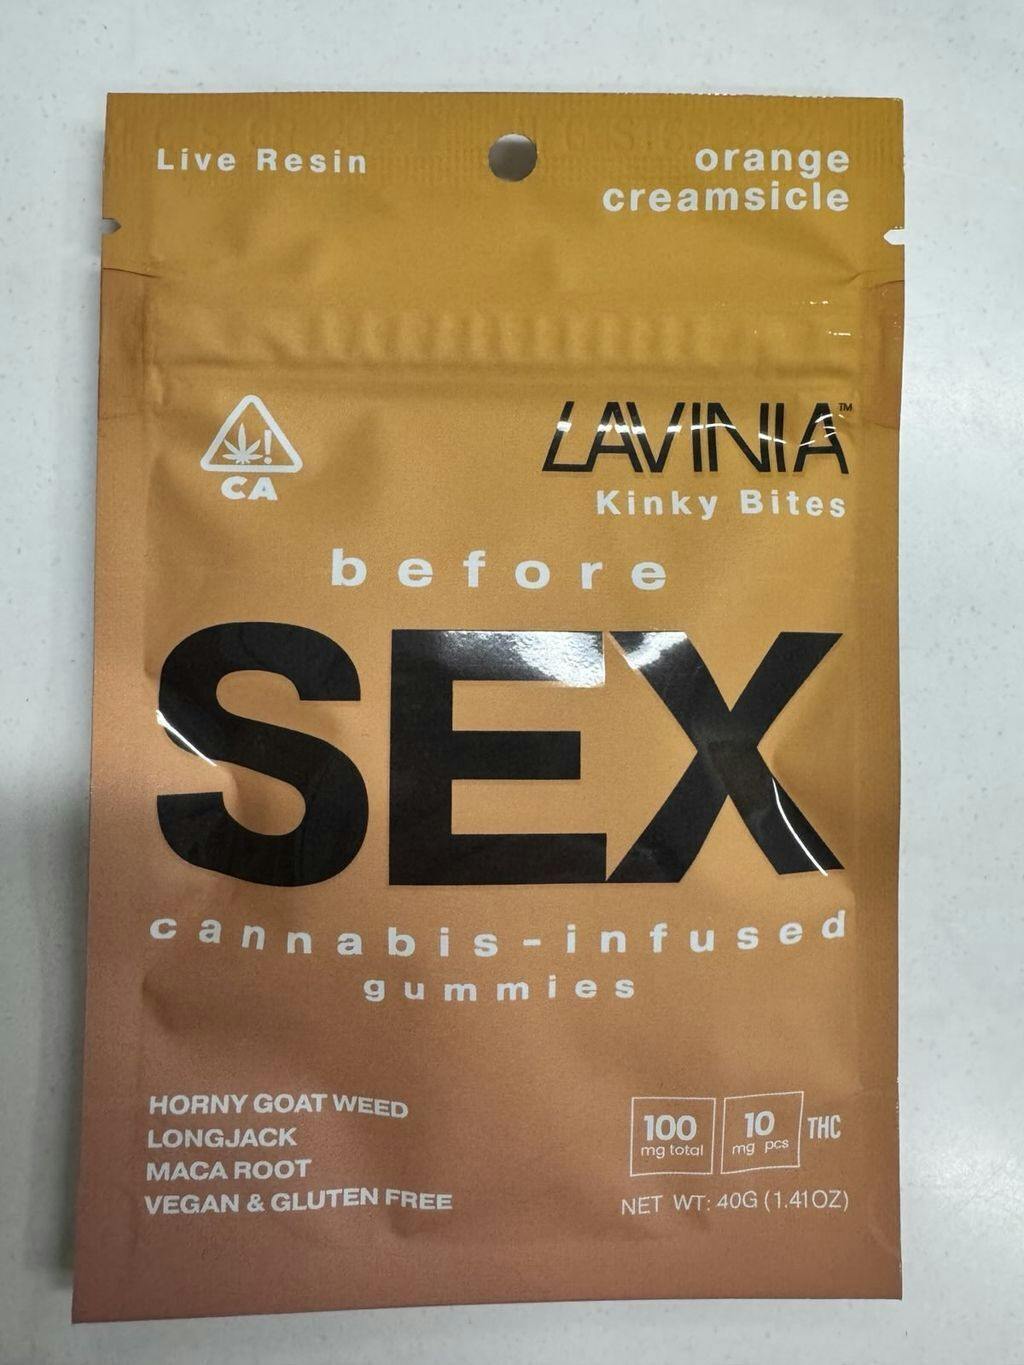 Live Resin
orange
creamsicle
CA
LAVINIA™
Kinky Bites
before
SEX
cannabis-infused
gummies
HORNY GOAT WEED
LONGJACK
MACA ROOT
VEGAN & GLUTEN FREE
100
mg total
10
mg pcs
THC
NET WT: 40G (1.41OZ)